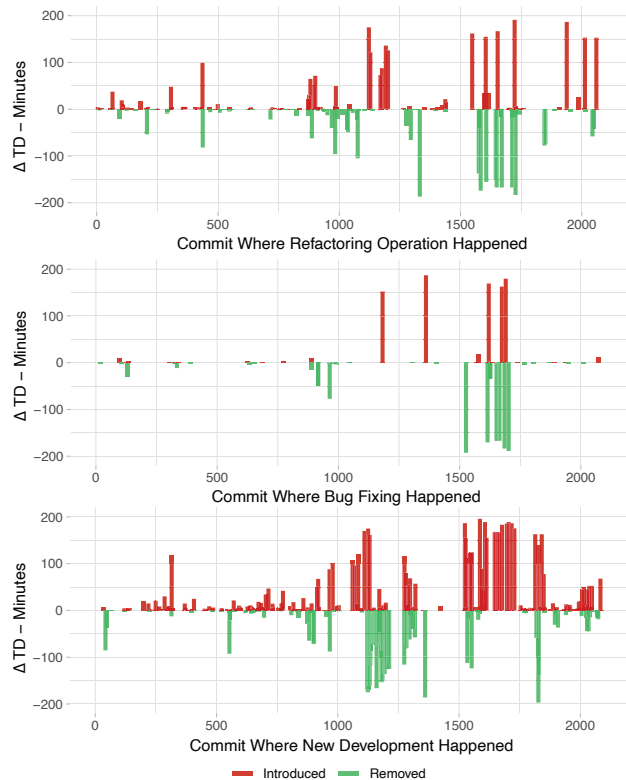 200
100
0
−100
−200
Δ TD − Minutes
0 500 1000 1500 2000
Commit Where Refactoring Operation Happened
200
100
0
−100
−200
Δ TD − Minutes
0 500 1000 1500 2000
Commit Where Bug Fixing Happened
200
100
0
−100
−200
Δ TD − Minutes
0 500 1000 1500 2000
Commit Where New Development Happened
Introduced Removed